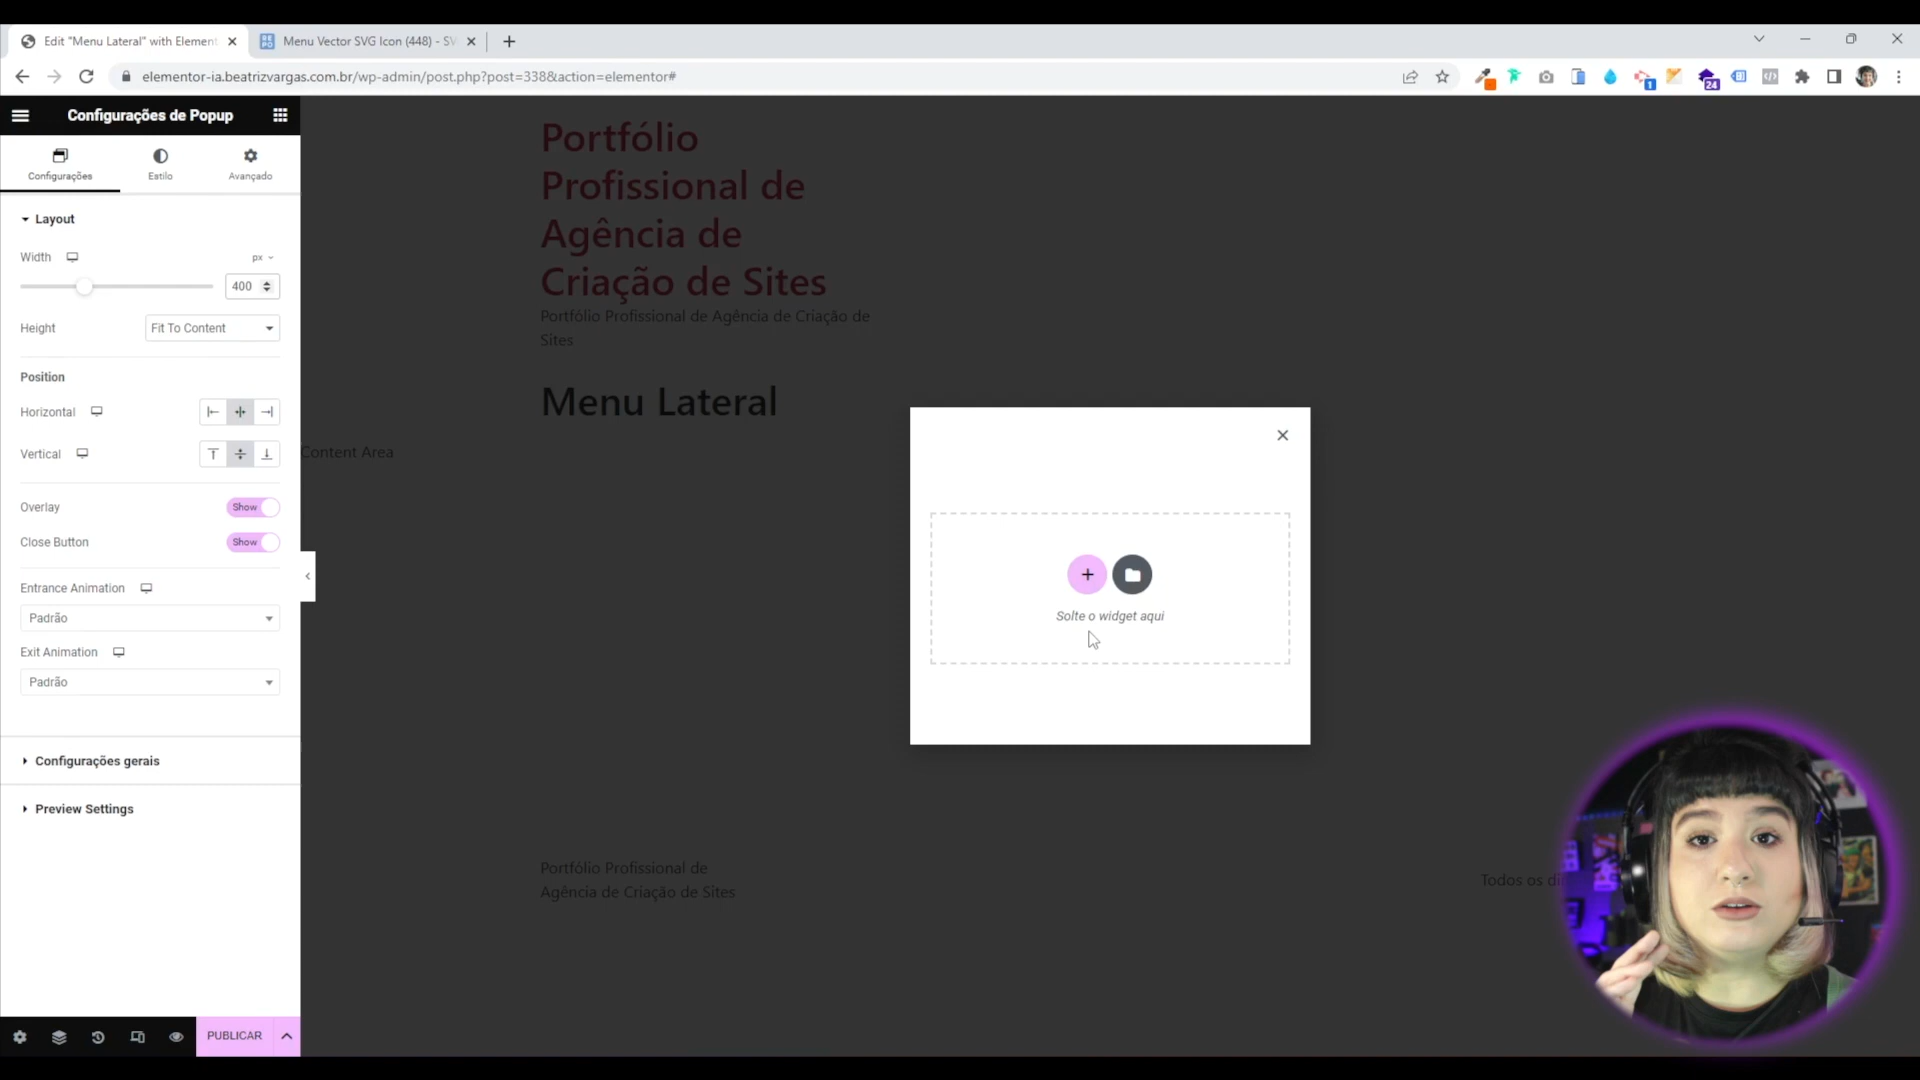 Edit "Menu Lateral" with Element
Menu Vector SVG Icon (448) - SV
elementor-ia.beatrizvargas.com.br/wp-admin/post.php?post=338&action=elementor#
1
24
Configurações de Popup
Configurações
Estilo
Avançado
Layout
Width
px
400
Height
Fit To Content
Position
Horizontal
Vertical
Overlay
Show
Close Button
Show
Entrance Animation
Padrão
Exit Animation
Padrão
Configurações gerais
Preview Settings
PUBLICAR
Portfólio
Profissional de
Agência de
Criação de Sites
Portfólio Profissional de Agência de Criação de
Sites
Menu Lateral
Content Area
Solte o widget aqui
Portfólio Profissional de
Agência de Criação de Sites
Todos os di